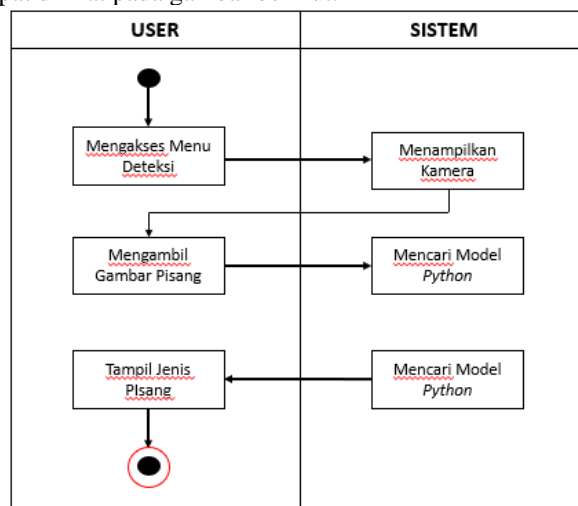 pada
USER
SISTEM
Mengakses Menu
Deteksi
Menampilkan
Kamera
Mengambil
Gambar Pisang
Mencari Model
Python
Tampil Jenis
PIsang
Mencari Model
Python